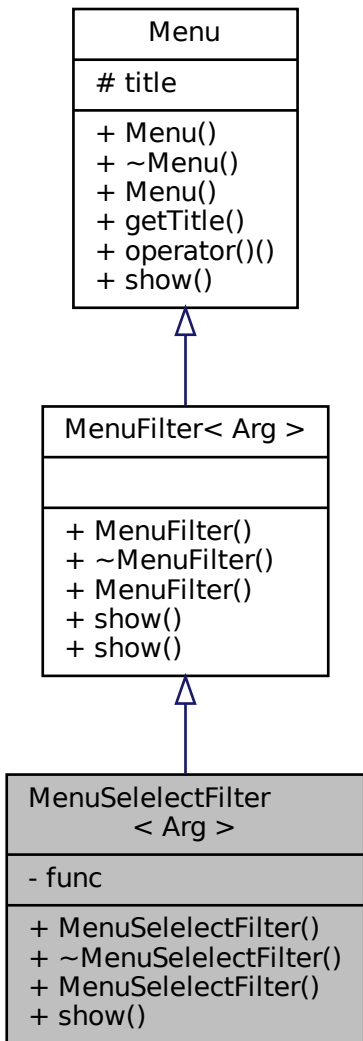 Menu
# title
+ Menu()
+ ~Menu()
+ Menu()
+ getTitle()
+ operator()()
+ show()
MenuFilter< Arg >
+ MenuFilter()
+ ~MenuFilter()
+ MenuFilter()
+ show()
+ show()
MenuSelelectFilter
< Arg >
- func
+ MenuSelelectFilter()
+ ~MenuSelelectFilter()
+ MenuSelelectFilter()
+ show()